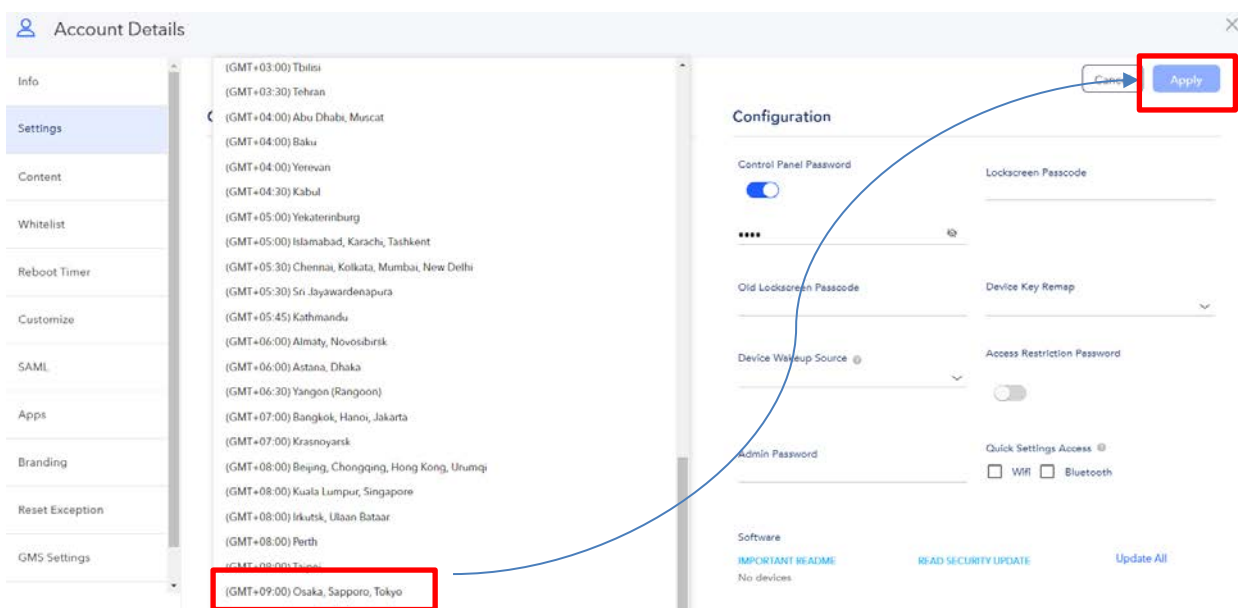 Account Details
Info
Settings
Content
Whitelist
Reboot Timer
Customize
SAML
Apps
Branding
Reset Exception
GMS Settings
(GMT+03:00) Tbilisi
(GMT+03:30) Tehran
(GMT+04:00) Abu Dhabi, Muscat
(GMT+04:00) Baku
(GMT+04:00) Yerevan
(GMT+04:30) Kabul
(GMT+05:00) Yekaterinburg
(GMT+05:00) Islamabad, Karachi, Tashkent
(GMT+05:30) Chennai, Kolkata, Mumbai, New Delhi
(GMT+05:30) Sri Jayawardenapura
(GMT+05:45) Kathmandu
(GMT+06:00) Almaty, Novosibirsk
(GMT+06:00) Astana, Dhaka
(GMT+06:30) Yangon (Rangoon)
(GMT+07:00) Bangkok, Hanoi, Jakarta
(GMT+07:00) Krasnoyarsk
(GMT+08:00) Beijing, Chongqing, Hong Kong, Urumqi
(GMT+08:00) Kuala Lumpur, Singapore
(GMT+08:00) Irkutsk, Ulaan Bataar
(GMT+08:00) Perth
(GMT+08:00) Taipei
(GMT+09:00) Osaka, Sapporo, Tokyo
Apply
Configuration
Control Panel Password
Lockscreen Passcode
••••
Old Lockscreen Passcode
Device Key Remap
Device Wakeup Source
Access Restriction Password
Admin Password
Quick Settings Access
Wifi
Bluetooth
Software
IMPORTANT README
READ SECURITY UPDATE
Update All
No devices